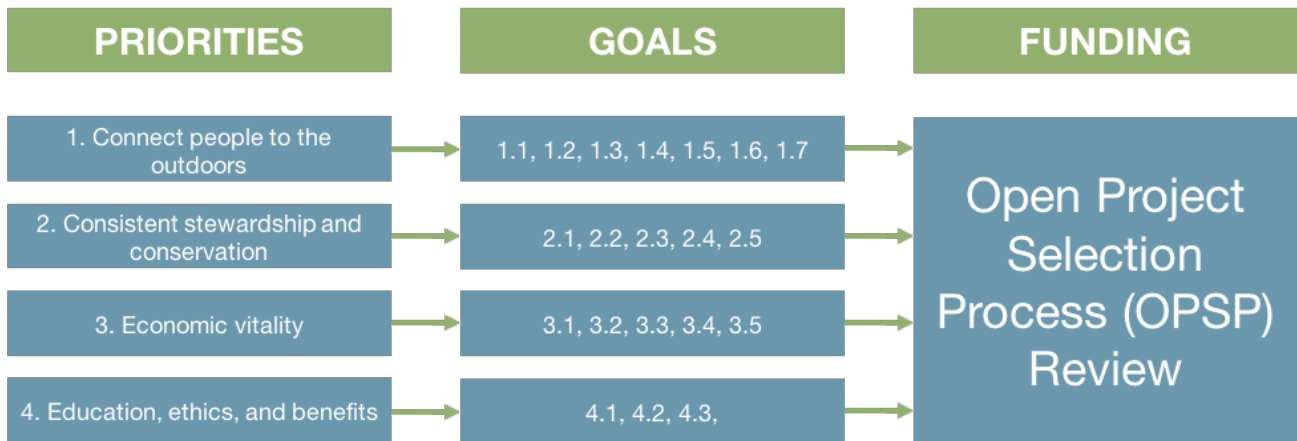 PRIORITIES
GOALS
FUNDING
1. Connect people to the
outdoors
1.1, 1.2, 1.3, 1.4, 1.5, 1.6, 1.7
2. Consistent stewardship and
conservation
2.1, 2.2, 2.3, 2.4, 2.5
3. Economic vitality
3.1, 3.2, 3.3, 3.4, 3.5
4. Education, ethics, and benefits
4.1, 4.2, 4.3,
Open Project
Selection
Process (OPSP)
Review